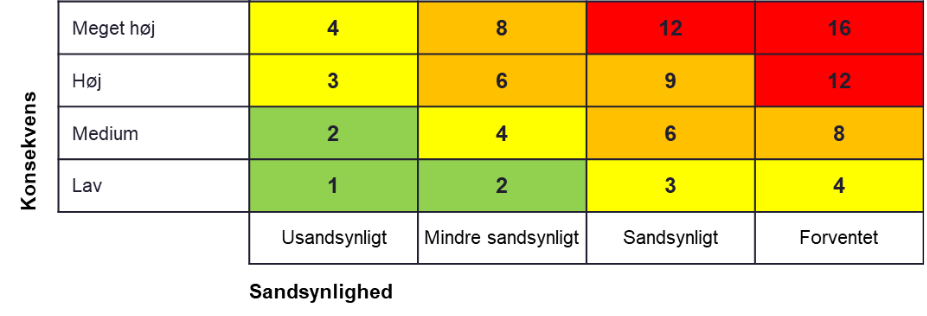 Konsekvens
Meget høj 4 8 12 16
Høj 3 6 9 12
Medium 2 4 6 8
Lav 1 2 3 4
Usandsynligt Mindre sandsynligt Sandsynligt Forventet
Sandsynlighed